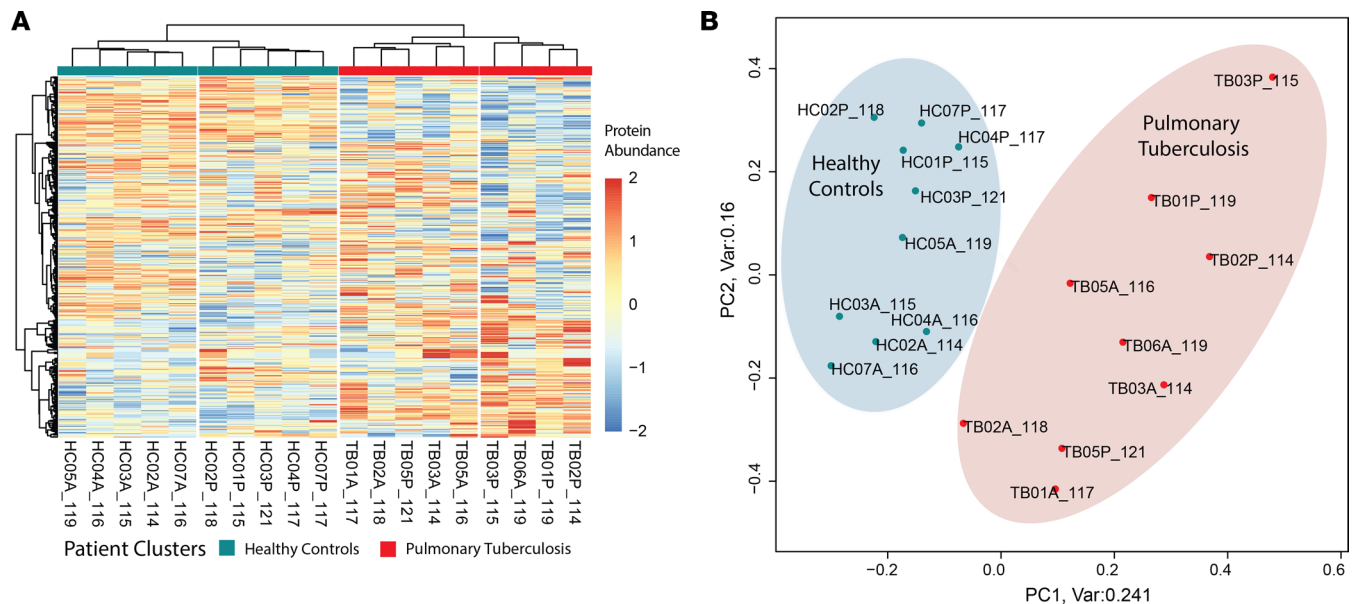 A
Protein
Abundance
2
1
0
−1
−2
HC05A_119
HC04A_116
HC03A_115
HC02A_114
HC07A_116
HC02P_118
HC01P_115
HC03P_121
HC04P_117
HC07P_117
TB01A_117
TB02A_118
TB05P_121
TB03A_114
TB05A_116
TB03P_115
TB06A_119
TB01P_119
TB02P_114
Patient Clusters Healthy Controls Pulmonary Tuberculosis
B
PC2, Var:0.16
0.4
0.2
0.0
−0.2
−0.4
TB03P_115
HC02P_118
HC07P_117
Pulmonary
Tuberculosis
HC04P_117
Healthy
Controls
HC01P_115
HC03P_121
TB01P_119
HC05A_119
TB02P_114
TB05A_116
HC03A_115
HC04A_116
HC02A_114
TB06A_119
HC07A_116
TB03A_114
TB02A_118
TB05P_121
TB01A_117
−0.2 0.0 0.2 0.4 0.6
PC1, Var:0.241